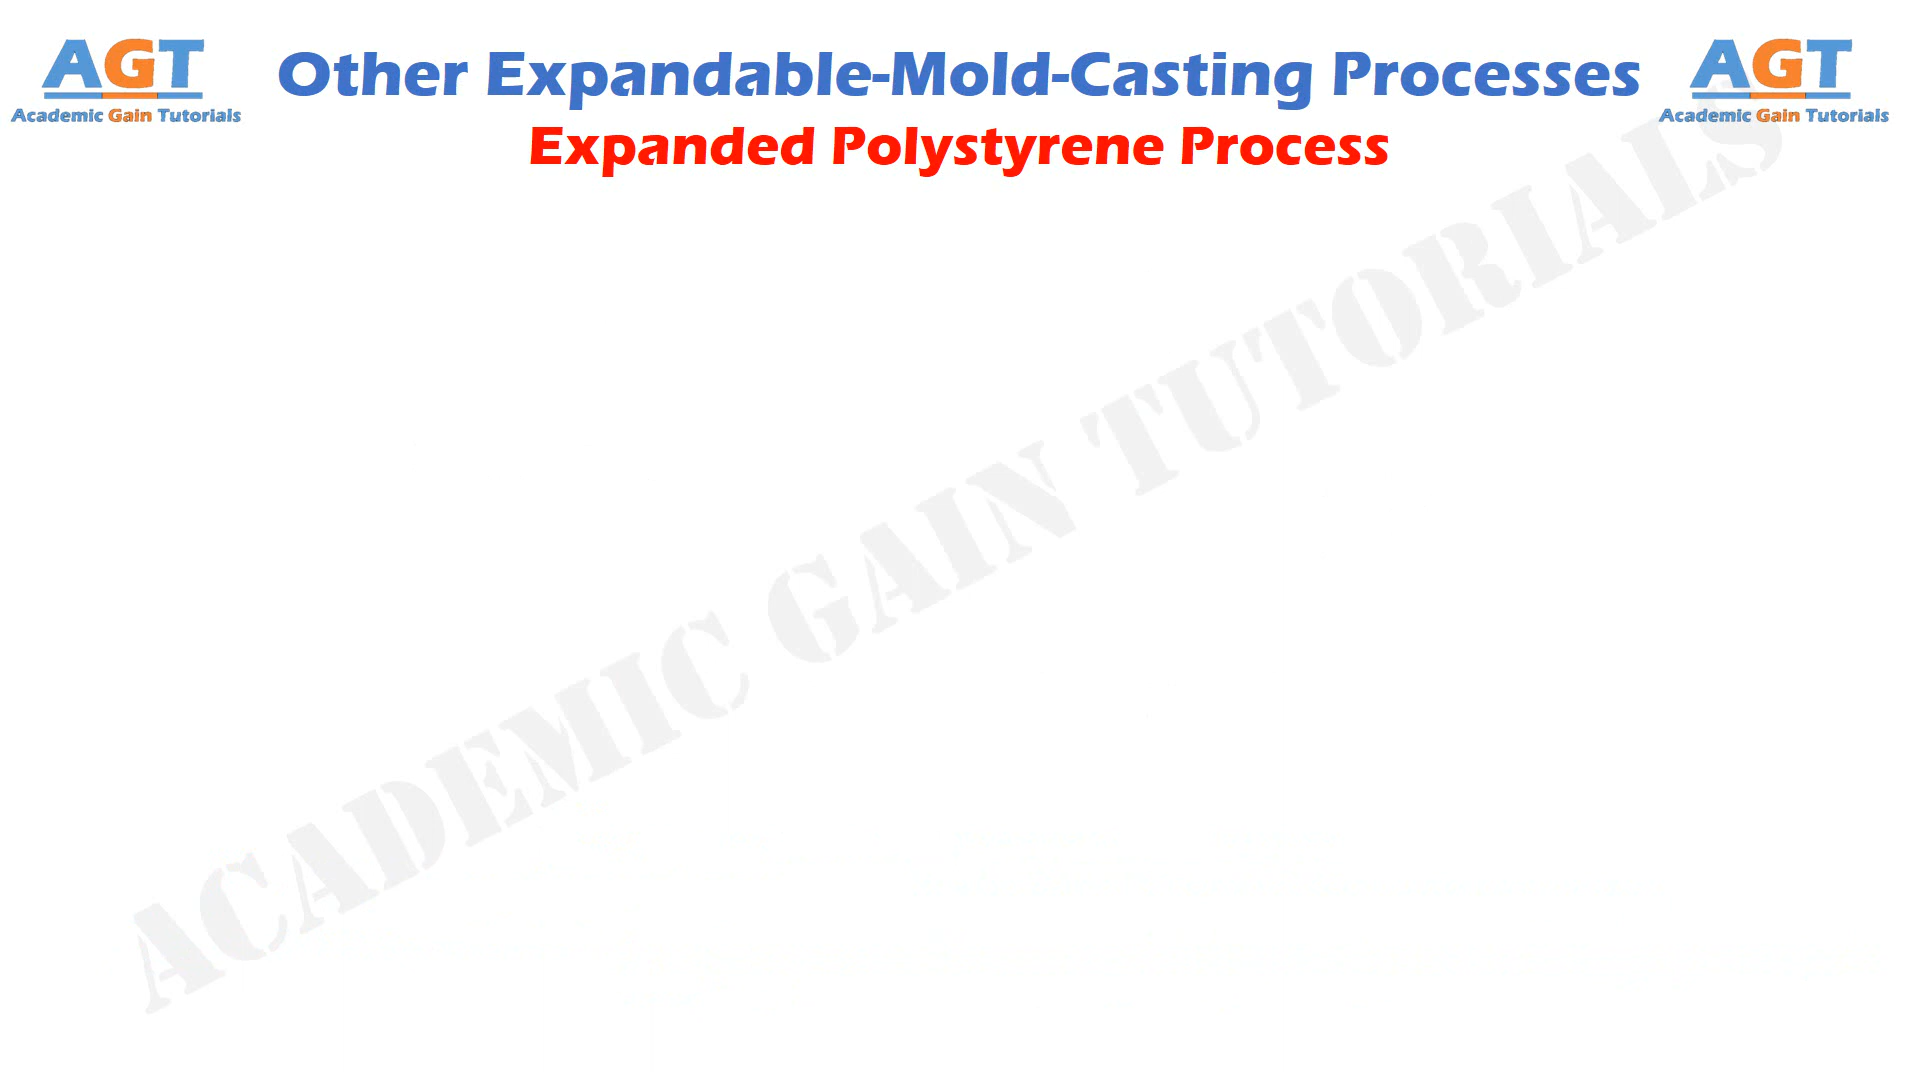 AGT
Academic Gain Tutorials
Other Expandable-Mold-Casting Processes
Expanded Polystyrene Process
AGT
Academic Gain Tutorials
ACADEMIC GAIN TUTORIALS